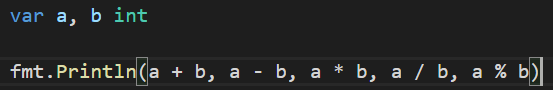 var a, b int
fmt.Println(a + b, a - b, a * b, a / b, a % b)